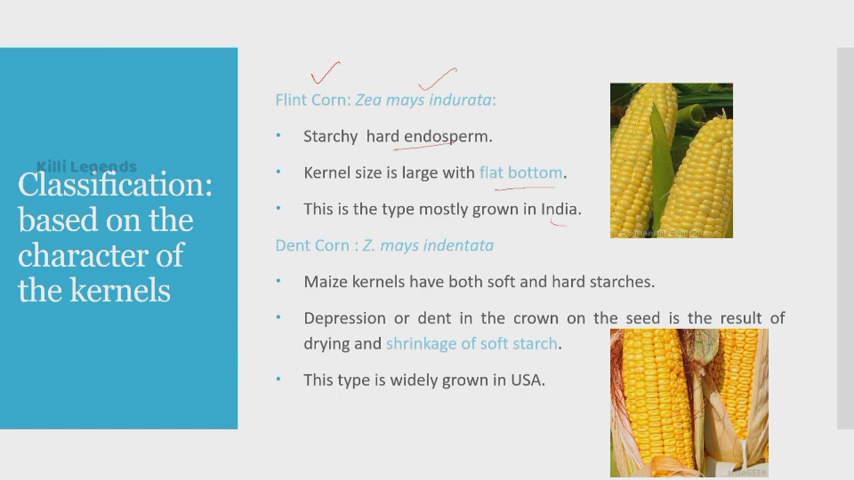 Killi Legends
Classification:
based on the
character of
the kernels
Flint Corn: Zea mays indurata:
• Starchy hard endosperm.
• Kernel size is large with flat bottom.
• This is the type mostly grown in India.
Dent Corn : Z. mays indentata
• Maize kernels have both soft and hard starches.
• Depression or dent in the crown on the seed is the result of
drying and shrinkage of soft starch.
• This type is widely grown in USA.